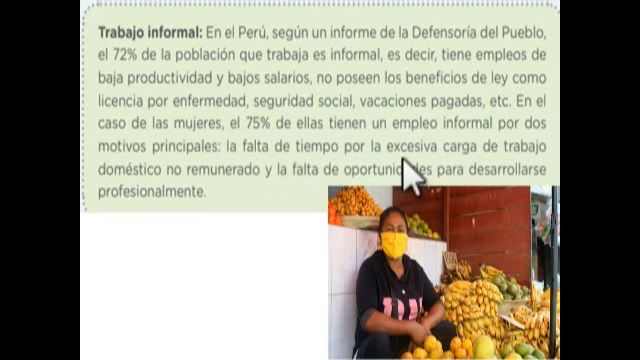 Trabajo informal: En el Perú, según un informe de la Defensoría del Pueblo,
el 72% de la población que trabaja es informal, es decir, tiene empleos de
baja productividad y bajos salarios, no poseen los beneficios de ley como
licencia por enfermedad, seguridad social, vacaciones pagadas, etc. En el
caso de las mujeres, el 75% de ellas tienen un empleo informal por dos
motivos principales: la falta de tiempo por la excesiva carga de trabajo
doméstico no remunerado y la falta de para desarrollarse
profesionalmente.